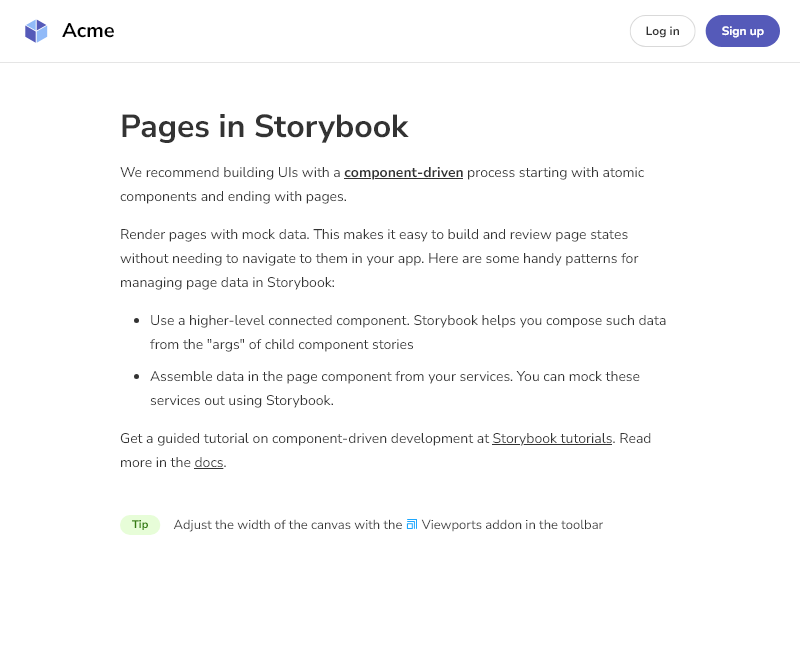 Acme
Log in
Sign up
Pages in Storybook
We recommend building UIs with a component-driven process starting with atomic
components and ending with pages.
Render pages with mock data. This makes it easy to build and review page states
without needing to navigate to them in your app. Here are some handy patterns for
managing page data in Storybook:
Use a higher-level connected component. Storybook helps you compose such data
from the "args" of child component stories
Assemble data in the page component from your services. You can mock these
services out using Storybook.
Get a guided tutorial on component-driven development at Storybook tutorials. Read
more in the docs.
Tip Adjust the width of the canvas with the Viewports addon in the toolbar